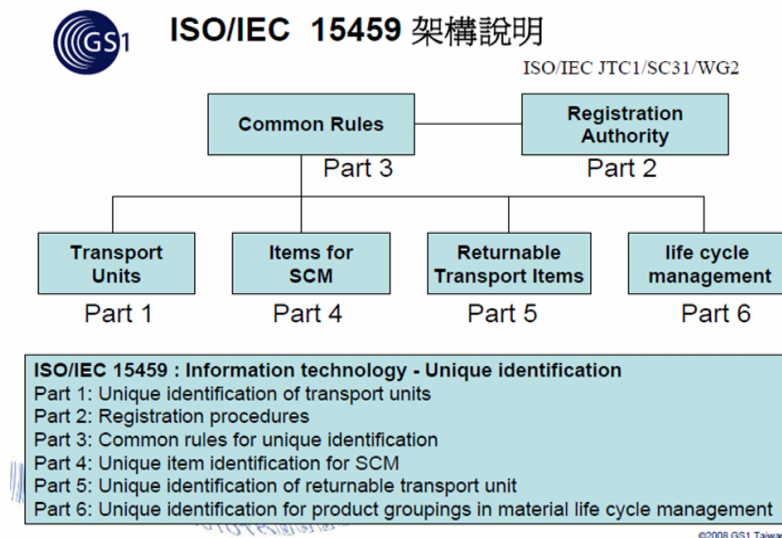 GS1
ISO/IEC 15459 架構說明
ISO/IEC JTC1/SC31/WG2
Common Rules
Registration
Authority
Part 3
Part 2
Transport
Units
Items for
SCM
Returnable
Transport Items
life cycle
management
Part 1
Part 4
Part 5
Part 6
ISO/IEC 15459 : Information technology - Unique identification
Part 1: Unique identification of transport units
Part 2: Registration procedures
Part 3: Common rules for unique identification
Part 4: Unique item identification for SCM
Part 5: Unique identification of returnable transport unit
Part 6: Unique identification for product groupings in material life cycle management
©2008 GS1 Taiwan